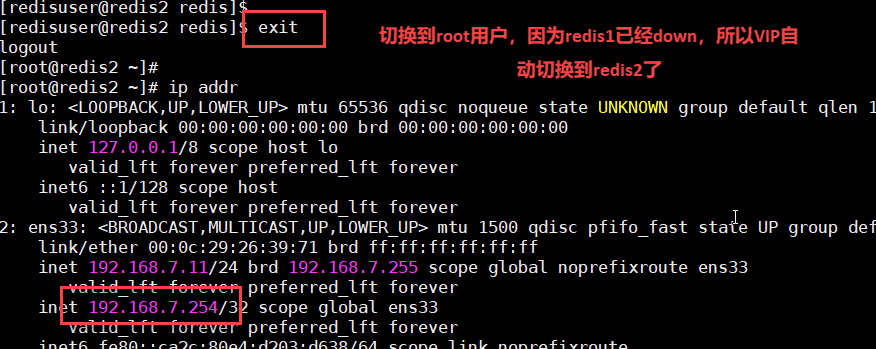 [redisuser@redis2 redis]$
[redisuser@redis2 redis]$ exit
logout
切换到root用户，因为redis1已经down，所以VIP自
动切换到redis2了
[root@redis2 ~]#
[root@redis2 ~]# ip addr
1: lo: <LOOPBACK,UP,LOWER_UP> mtu 65536 qdisc noqueue state UNKNOWN group default qlen 1
link/loopback 00:00:00:00:00:00 brd 00:00:00:00:00:00
inet 127.0.0.1/8 scope host lo
valid_lft forever preferred_lft forever
inet6 ::1/128 scope host
valid_lft forever preferred_lft forever
2: ens33: <BROADCAST,MULTICAST,UP,LOWER_UP> mtu 1500 qdisc pfifo_fast state UP group def
link/ether 00:0c:29:26:39:71 brd ff:ff:ff:ff:ff:ff
inet 192.168.7.11/24 brd 192.168.7.255 scope global noprefixroute ens33
valid_lft forever preferred_lft forever
inet 192.168.7.254/32 scope global ens33
valid_lft forever preferred_lft forever
inet6 fe80::ca2c:80e4:d203:d638/64 scope link noprefixroute